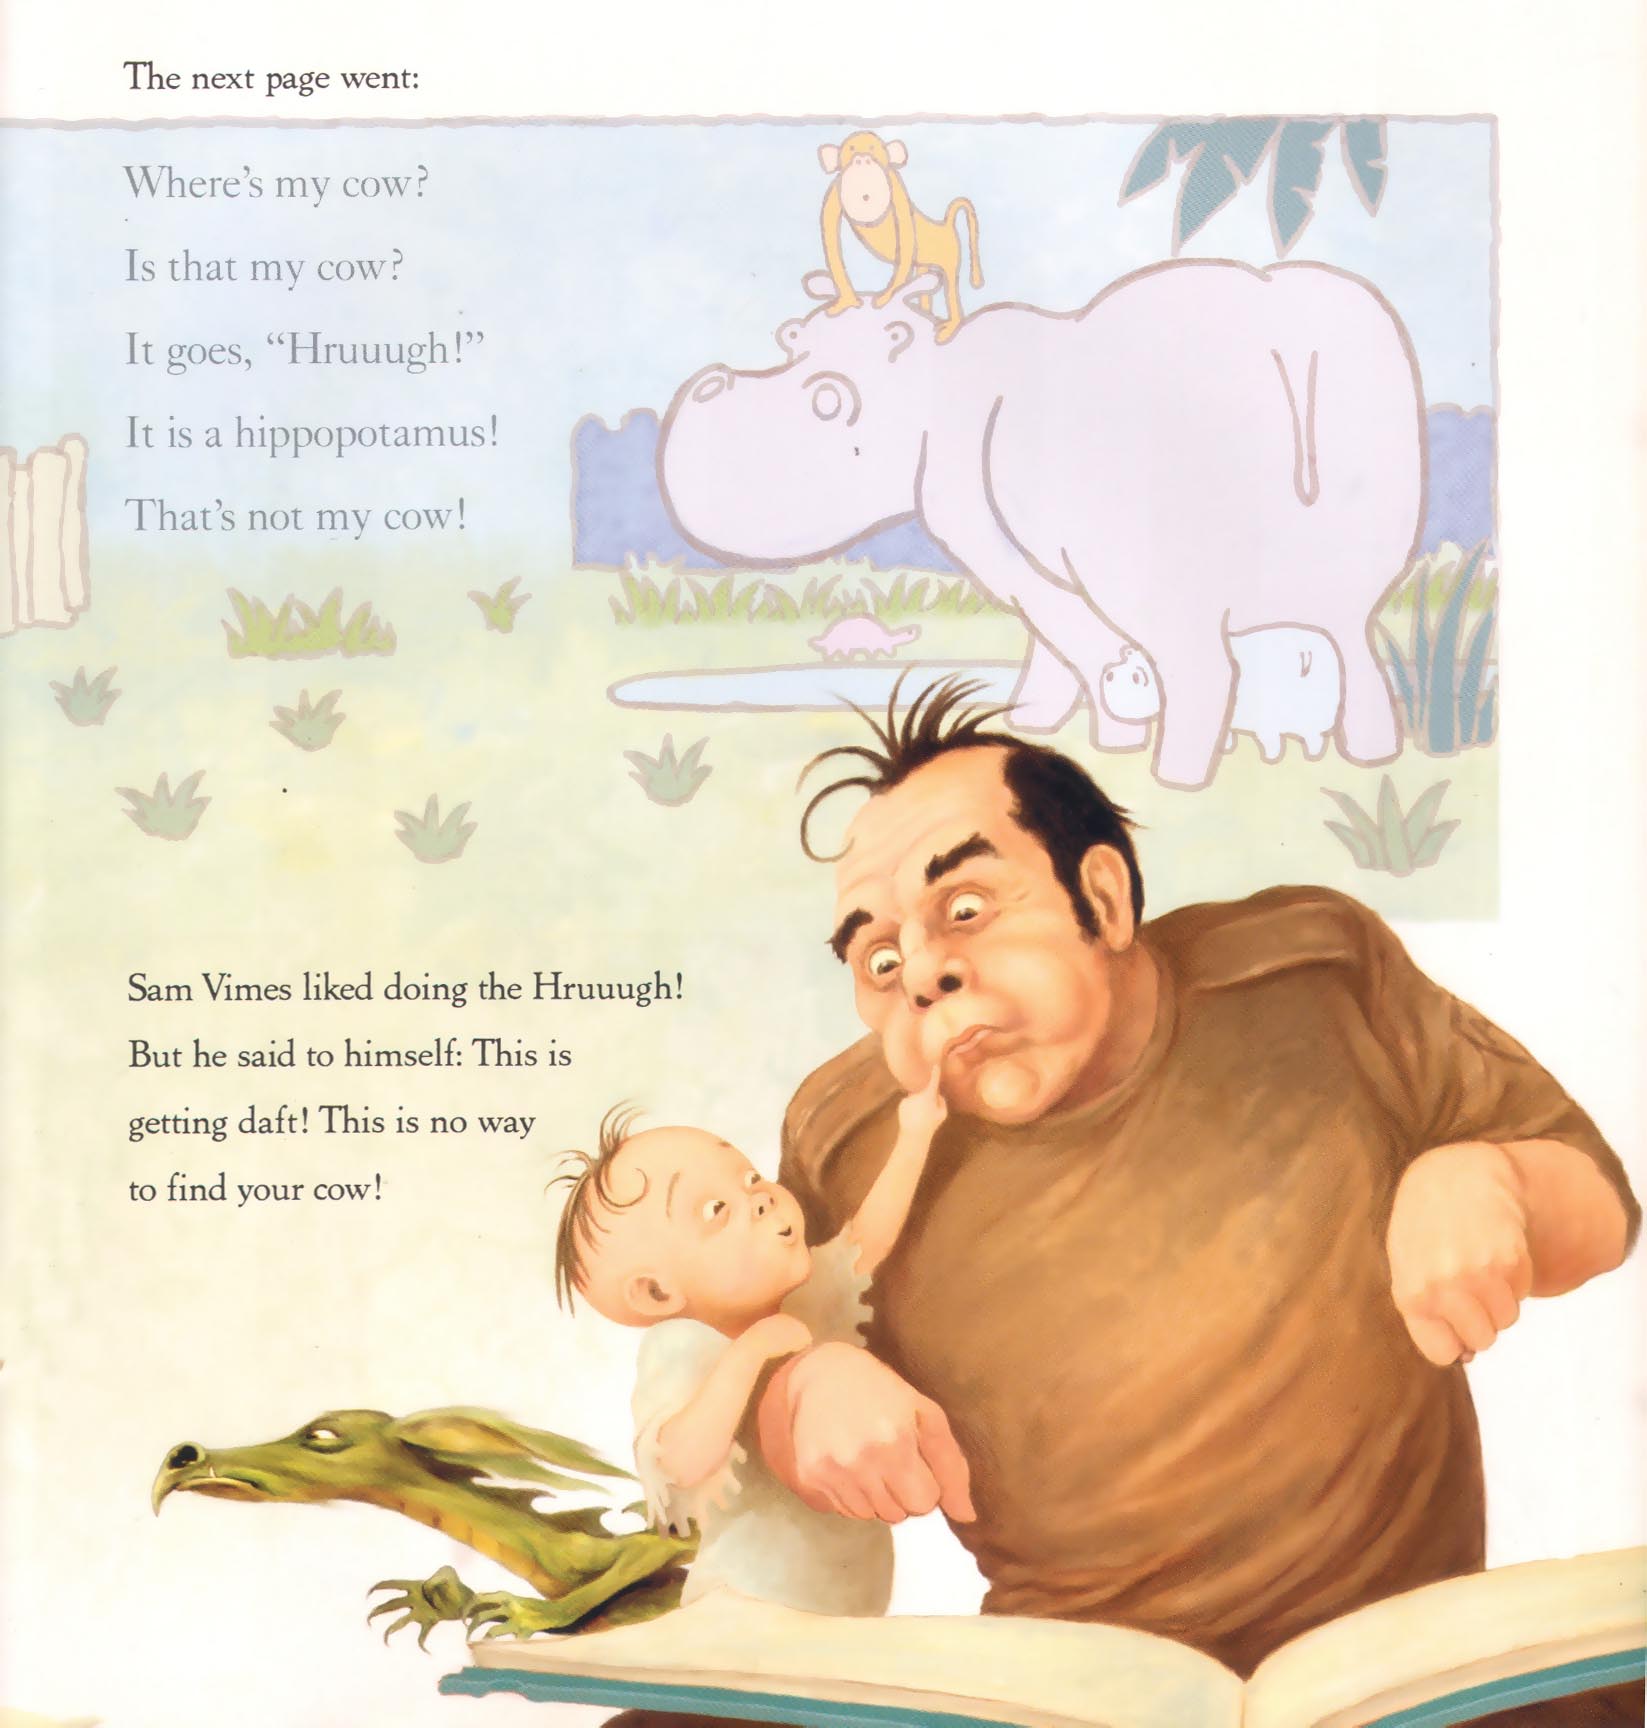 The next page went:
Where's my cow?
Is that my cow?
It goes, “Hruuugh!”
It is a hippopotamus!
That's not my cow!
Sam Vimes liked doing the Hruuugh!
But he said to himself: This is
getting daft! This is no way
to find your cow!